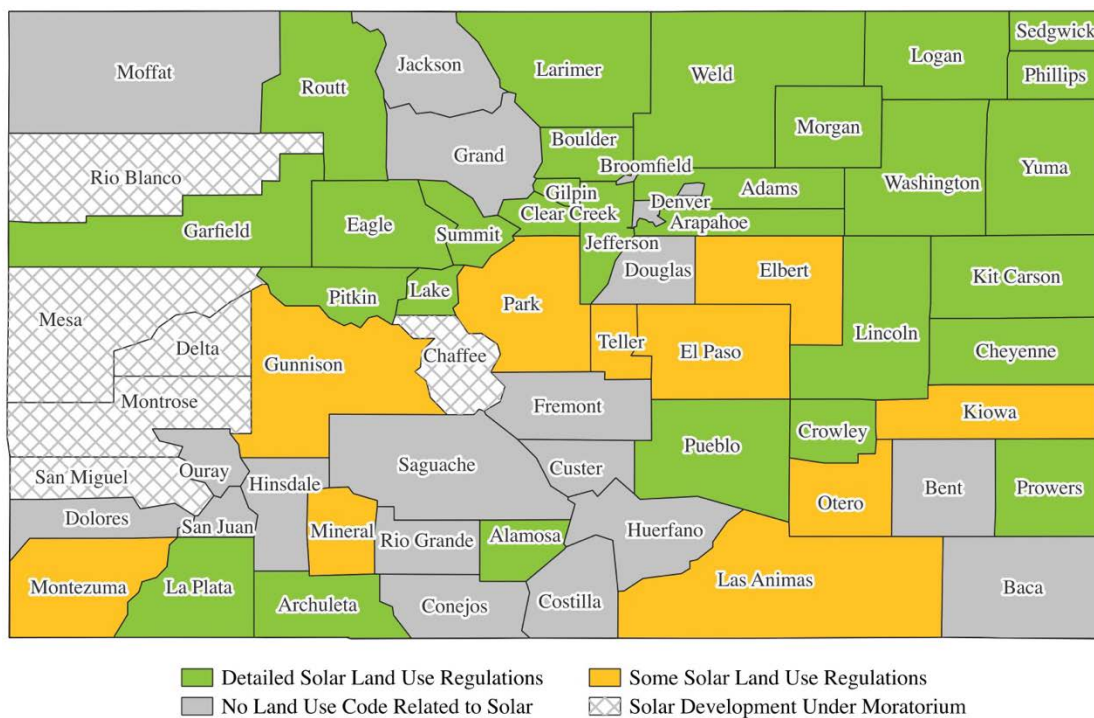 Sedgwick
Logan
Moffat
Jackson
Larimer
Weld
Phillips
Routt
Morgan
Boulder
Grand
Broomfield
Yuma
Rio Blanco
Washington
Gilpin
Adams
Denver
Clear Creek
Arapahoe
Garfield
Eagle
Summit
Jefferson
Douglas
Elbert
Kit Carson
Lake
Pitkin
Park
Mesa
Lincoln
Teller
El Paso
Delta
Chaffee
Cheyenne
Gunnison
Montrose
Fremont
Kiowa
Crowley
Pueblo
Saguache
Ouray
Custer
San Miguel
Hinsdale
Bent
Prowers
Otero
Dolores
San Juan
Mineral
Rio Grande
Alamosa
Huerfano
Montezuma
La Plata
Las Animas
Baca
Archuleta
Conejos
Costilla
Detailed Solar Land Use Regulations
Some Solar Land Use Regulations
No Land Use Code Related to Solar
Solar Development Under Moratorium